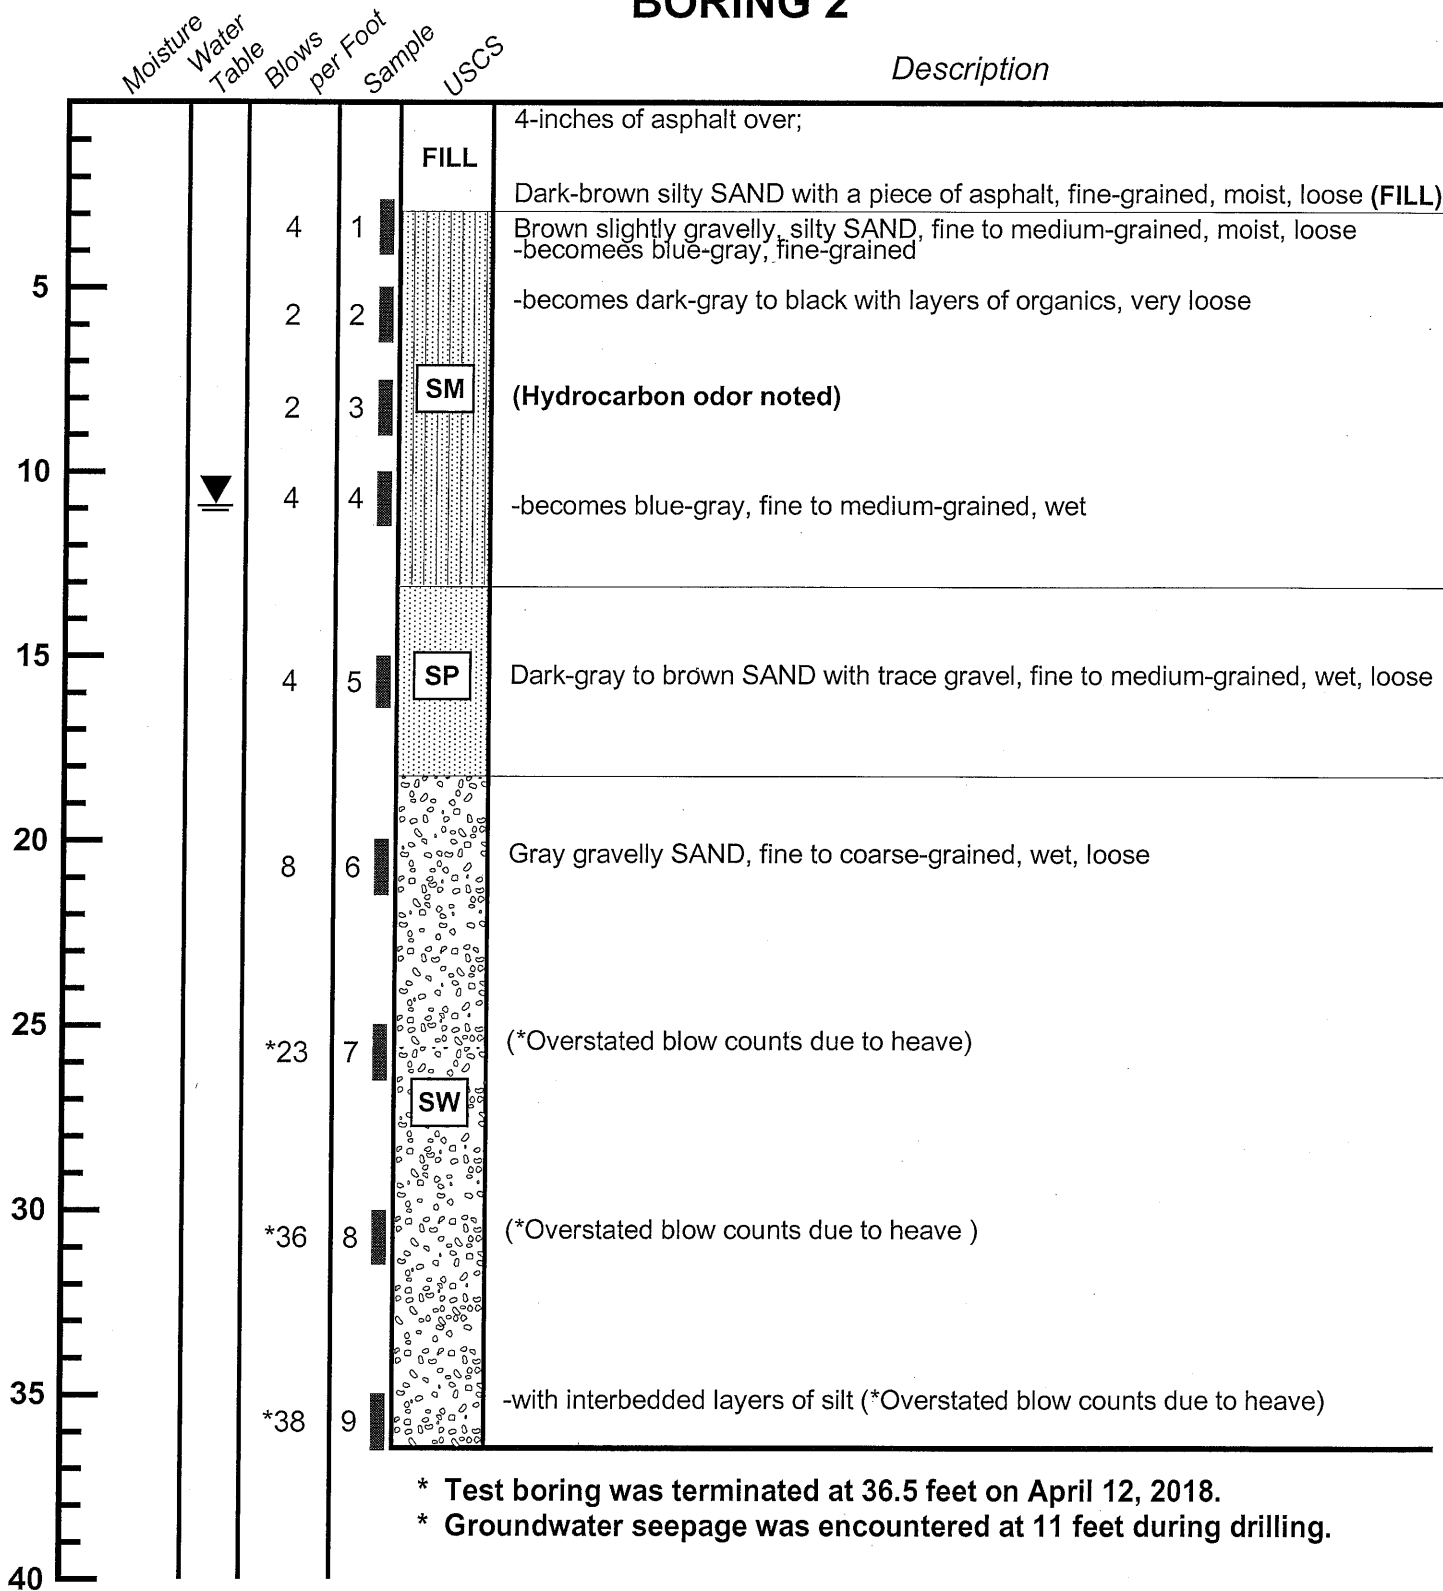 BORING 2
Moisture
Water
Table
Blows
per Foot
Sample
USCS
Description
4-inches of asphalt over;
FILL
Dark-brown silty SAND with a piece of asphalt, fine-grained, moist, loose (FILL)
4 1 Brown slightly gravelly, silty SAND, fine to medium-grained, moist, loose
-becomees blue-gray, fine-grained
5
2 2 -becomes dark-gray to black with layers of organics, very loose
SM
2 3 (Hydrocarbon odor noted)
10
4 4 -becomes blue-gray, fine to medium-grained, wet
15
4 5 SP Dark-gray to brown SAND with trace gravel, fine to medium-grained, wet, loose
20
8 6 Gray gravelly SAND, fine to coarse-grained, wet, loose
25
*23 7 (*Overstated blow counts due to heave)
SW
30
*36 8 (*Overstated blow counts due to heave )
35
*38 9 -with interbedded layers of silt (*Overstated blow counts due to heave)
* Test boring was terminated at 36.5 feet on April 12, 2018.
* Groundwater seepage was encountered at 11 feet during drilling.
40